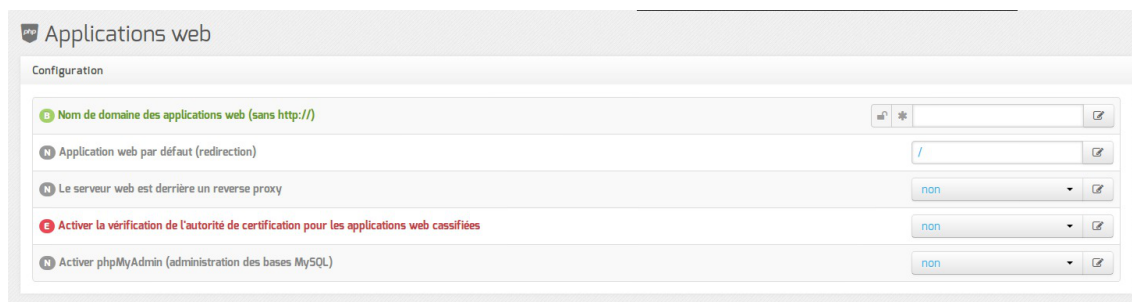 php Applications web
Configuration
B Nom de domaine des applications web (sans http://)
N Application web par défaut (redirection) /
N Le serveur web est derrière un reverse proxy non
E Activer la vérification de l'autorité de certification pour les applications web cassifiées non
N Activer phpMyAdmin (administration des bases MySQL) non